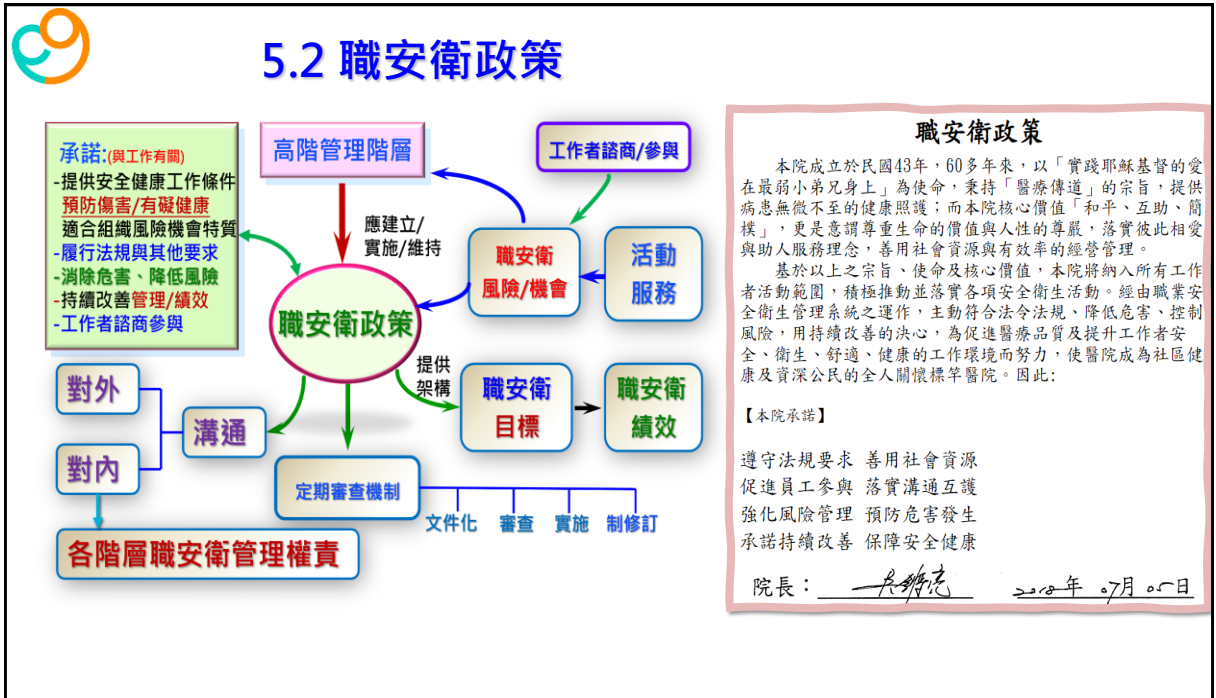 5.2 職安衛政策
承諾:(與工作有關)
-提供安全健康工作條件
預防傷害/有礙健康
適合組織風險機會特質
-履行法規與其他要求
-消除危害、降低風險
-持續改善管理/績效
-工作者諮商參與
高階管理階層
工作者諮商/參與
應建立/
實施/維持
職安衛
風險/機會
活動
服務
職安衛政策
提供
架構
職安衛
目標
職安衛
績效
對外
溝通
對內
定期審查機制
文件化 審查 實施 制修訂
各階層職安衛管理權責
職安衛政策
本院成立於民國43年，60多年來，以「實踐耶穌基督的愛
在最弱小弟兄身上」為使命，秉持「醫療傳道」的宗旨，提供
病患無微不至的健康照護；而本院核心價值「和平、互助、簡
樸」，更是意謂尊重生命的價值與人性的尊嚴，落實彼此相愛
與助人服務理念，善用社會資源與有效率的經營管理。
基於以上之宗旨、使命及核心價值，本院將納入所有工作
者活動範圍，積極推動並落實各項安全衛生活動。經由職業安
全衛生管理系統之運作，主動符合法令法規、降低危害、控制
風險，用持續改善的決心，為促進醫療品質及提升工作者安
全、衛生、舒適、健康的工作環境而努力，使醫院成為社區健
康及資深公民的全人關懷標竿醫院。因此:
【本院承諾】
遵守法規要求 善用社會資源
促進員工參與 落實溝通互護
強化風險管理 預防危害發生
承諾持續改善 保障安全健康
院長： 2018年 07月 05日